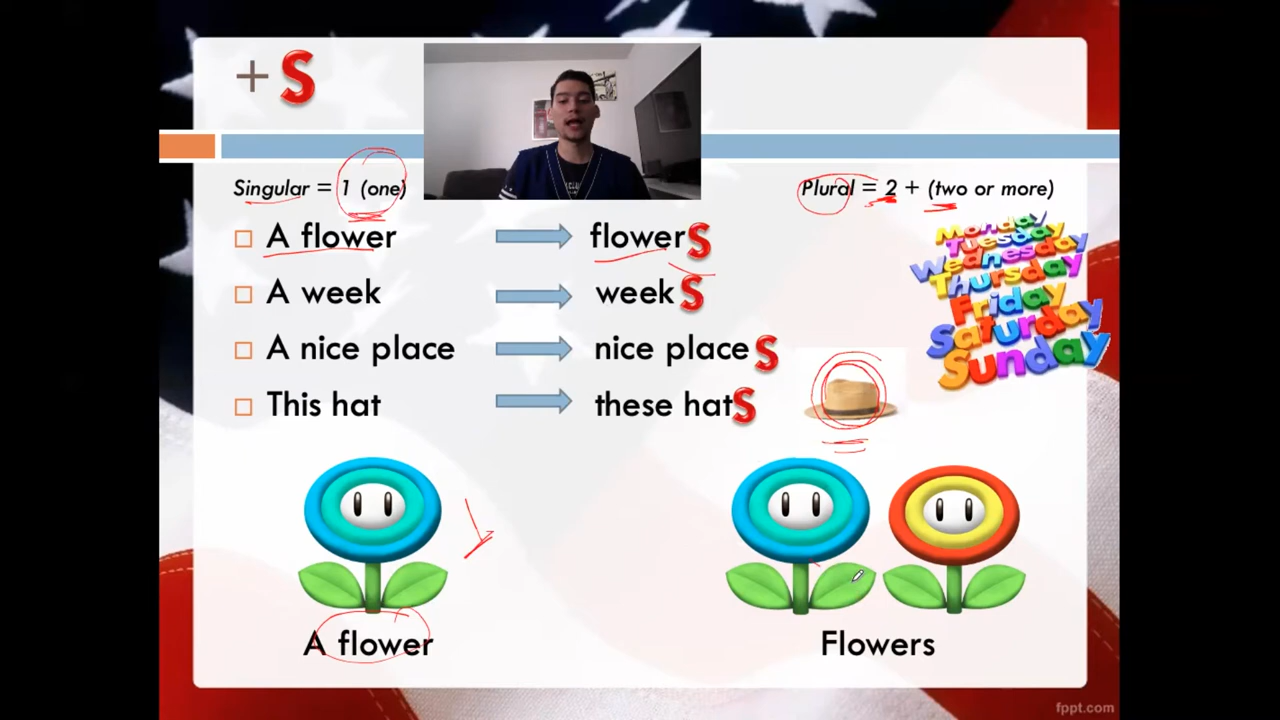 + S
Singular = 1 (one)
Plural = 2 + (two or more)
A flower flowerS
A week weekS
A nice place nice placeS
This hat these hatS
Monday
Tuesday
Wednesday
Thursday
Friday
Saturday
Sunday
A flower
Flowers
fppt.com